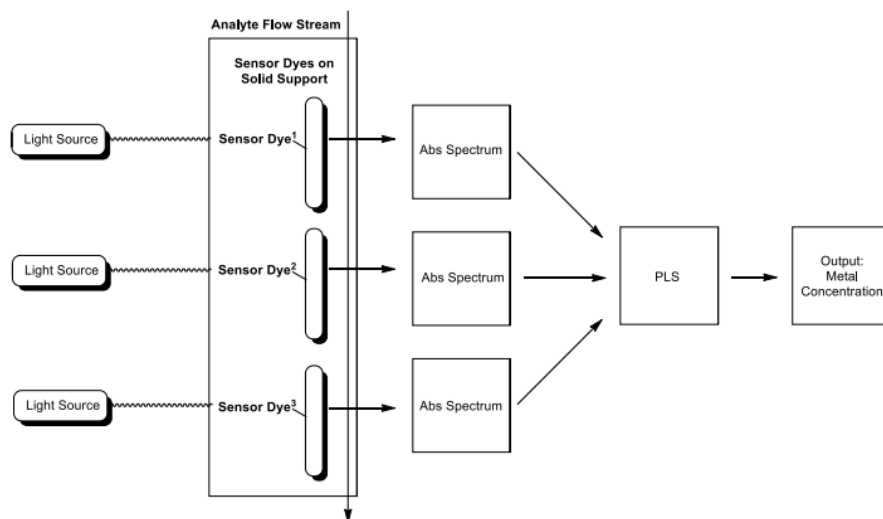 Analyte Flow Stream
Sensor Dyes on
Solid Support
Light Source
Sensor Dye1
Abs Spectrum
Light Source
Sensor Dye2
Abs Spectrum
PLS
Output:
Metal
Concentration
Light Source
Sensor Dye3
Abs Spectrum